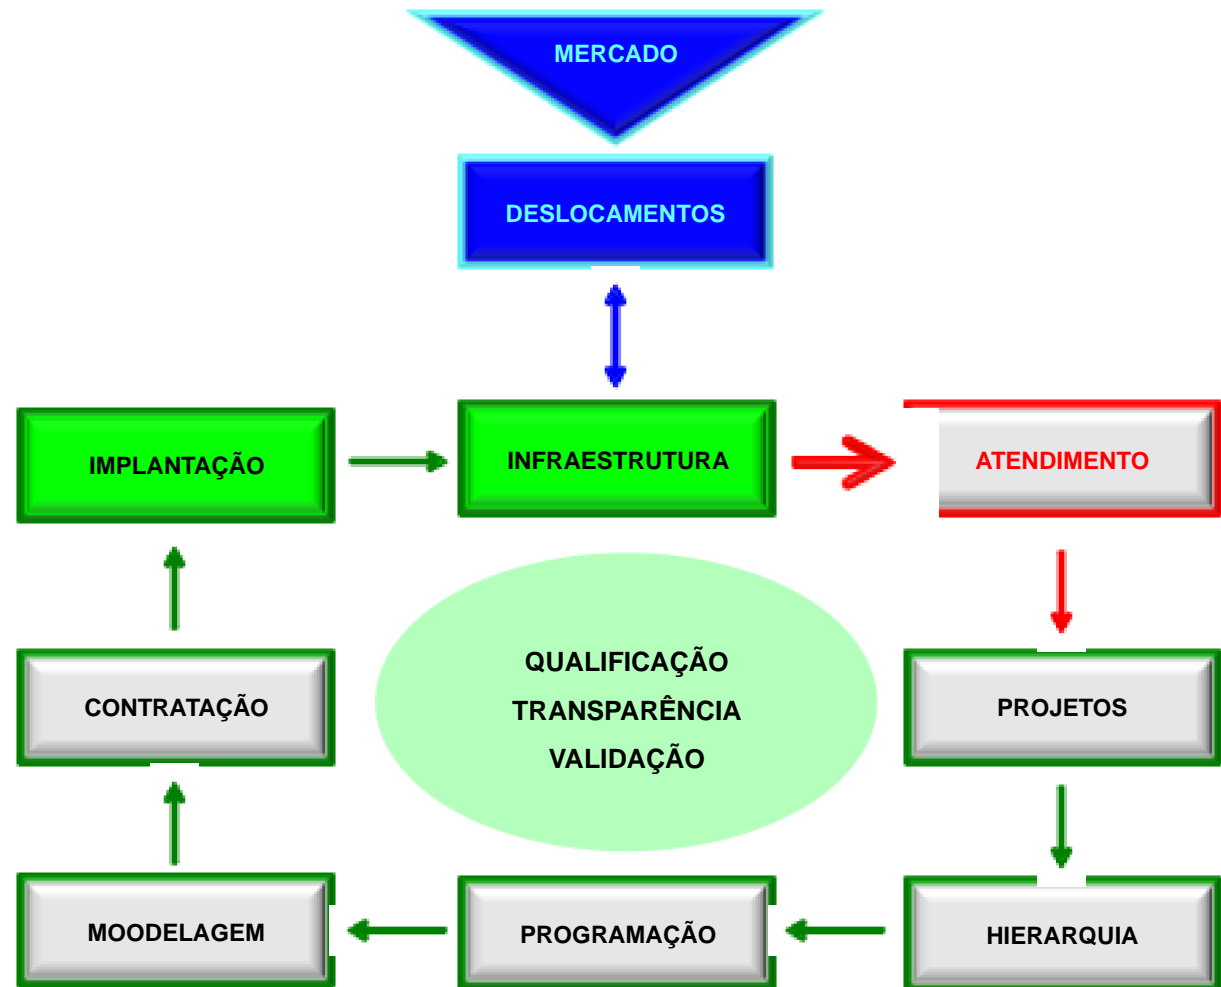 MERCADO
DESLOCAMENTOS
IMPLANTAÇÃO
INFRAESTRUTURA
ATENDIMENTO
QUALIFICAÇÃO
TRANSPARÊNCIA
VALIDAÇÃO
CONTRATAÇÃO
PROJETOS
MOODELAGEM
PROGRAMAÇÃO
HIERARQUIA